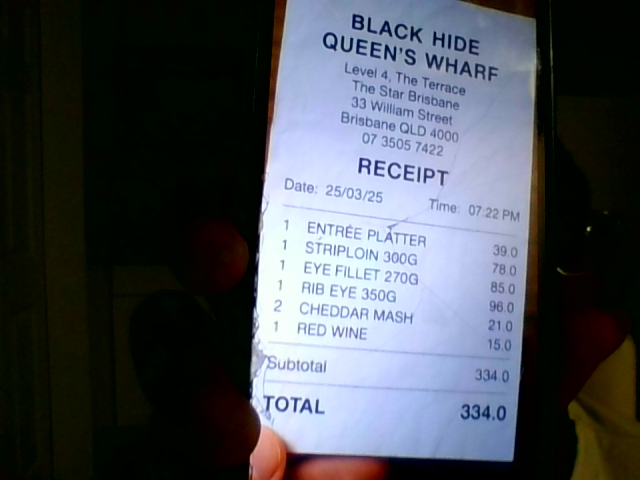 BLACK HIDE
QUEEN'S WHARF
Level 4, The Terrace
The Star Brisbane
33 William Street
Brisbane QLD 4000
07 3505 7422
RECEIPT
Date: 25/03/25 Time: 07:22 PM
1 ENTRÉE PLATTER 39.0
1 STRIPLOIN 300G 78.0
1 EYE FILLET 270G 85.0
1 RIB EYE 350G 96.0
2 CHEDDAR MASH 21.0
1 RED WINE 15.0
Subtotal 334.0
TOTAL 334.0